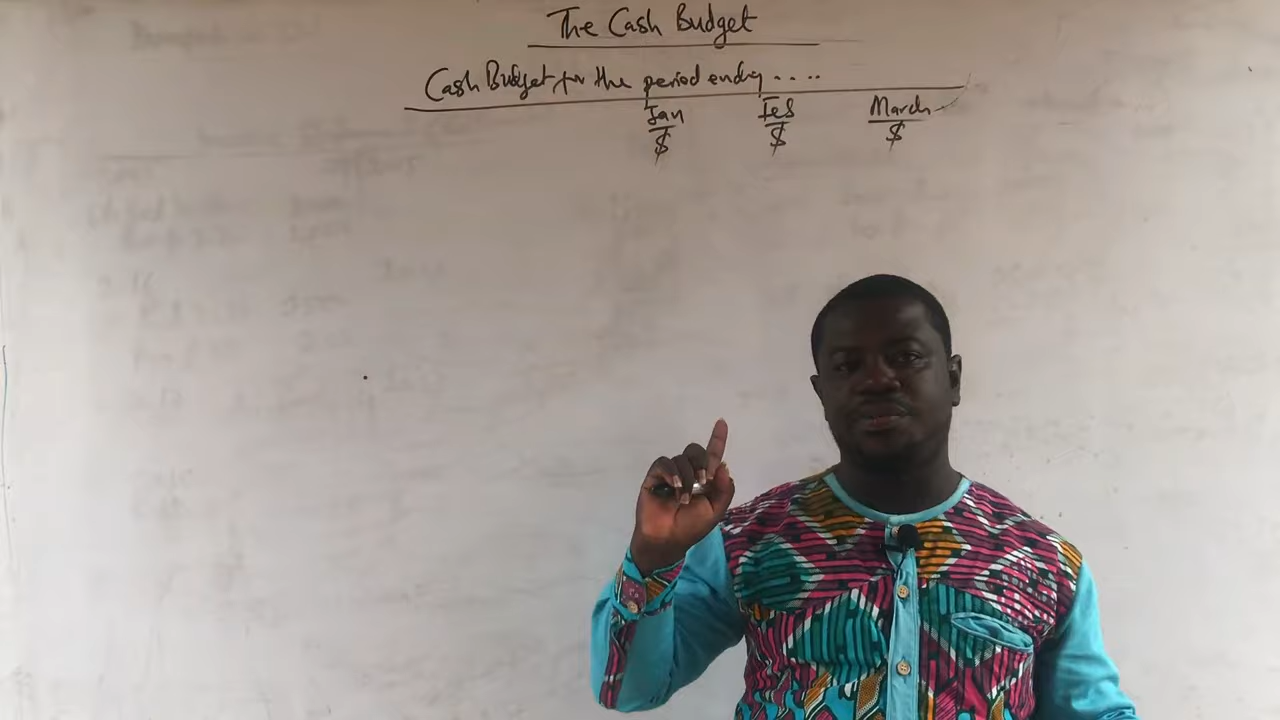 The Cash Budget
Cash Budget for the period ending ....
Jan Feb March
$ $ $